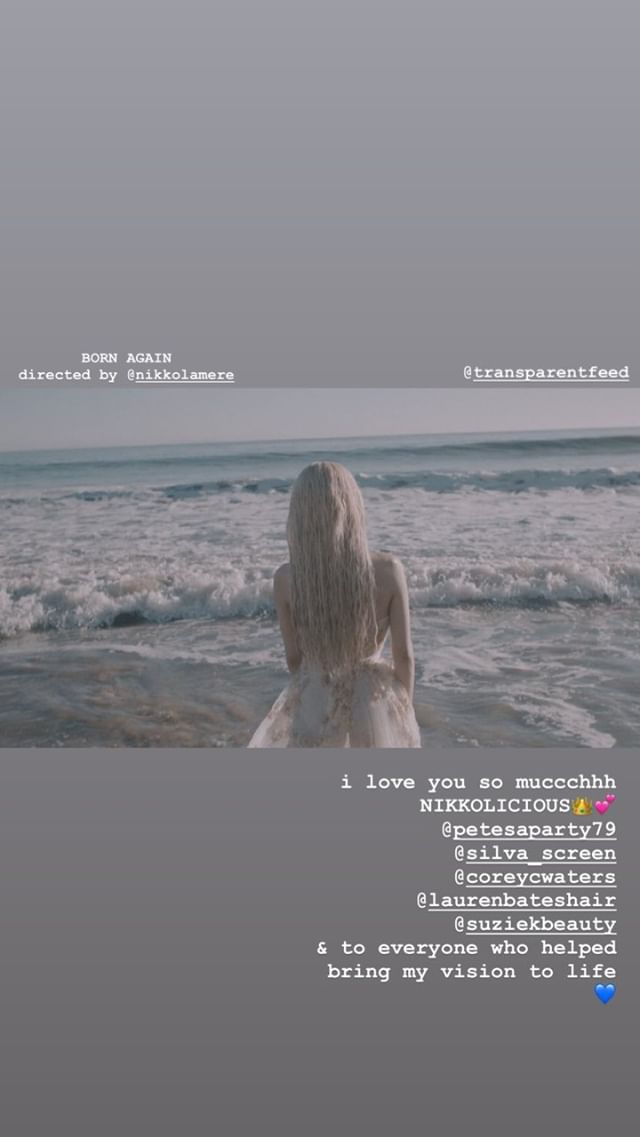 BORN AGAIN
directed by @nikkolamere
@transparentfeed
i love you so muccchhh
NIKKOLICIOUS👑💕
@petesaparty79
@silva_screen
@coreycwaters
@laurenbateshair
@suziekbeauty
& to everyone who helped
bring my vision to life
💙